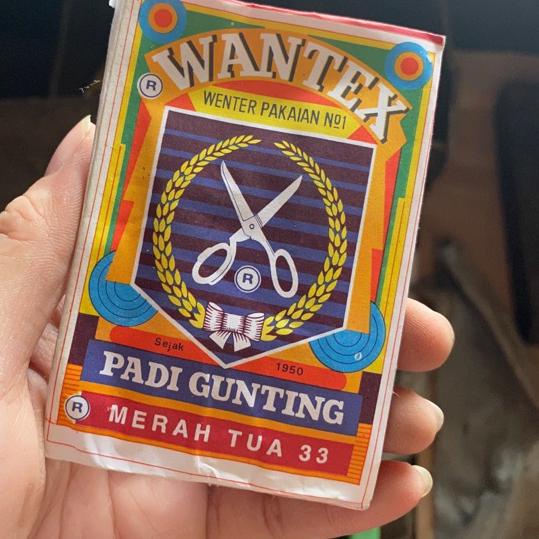 WANTEX
®
WENTER PAKAIAN Nº1
®
Sejak 1950
PADI GUNTING
®
MERAH TUA 33